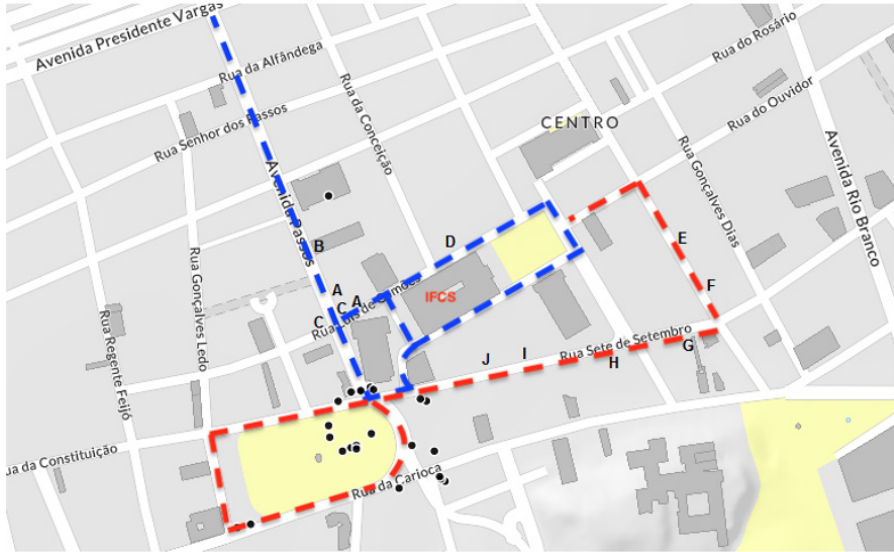 Avenida Presidente Vargas
Rua da Alfândega
Rua do Rosário
Rua Senhor dos Passos
Rua da Conceição
CENTRO
Rua do Ouvidor
Avenida Passos
Rua Gonçalves Dias
Avenida Rio Branco
D
E
B
Rua Gonçalves Ledo
A
A
C
C
Rua Luís de Camões
IFCS
F
Rua Regente Feijó
Rua Sete de Setembro
G
H
I
J
ua da Constituição
Rua da Carioca